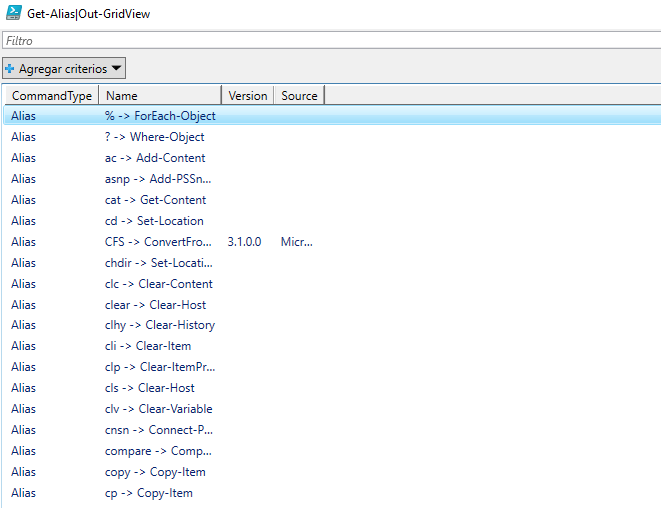 Get-Alias|Out-GridView
Filtro
Agregar criterios
CommandType Name Version Source
Alias % -> ForEach-Object
Alias ? -> Where-Object
Alias ac -> Add-Content
Alias asnp -> Add-PSSn...
Alias cat -> Get-Content
Alias cd -> Set-Location
Alias CFS -> ConvertFro... 3.1.0.0 Micr...
Alias chdir -> Set-Locati...
Alias clc -> Clear-Content
Alias clear -> Clear-Host
Alias clhy -> Clear-History
Alias cli -> Clear-Item
Alias clp -> Clear-ItemPr...
Alias cls -> Clear-Host
Alias clv -> Clear-Variable
Alias cnsn -> Connect-P...
Alias compare -> Comp...
Alias copy -> Copy-Item
Alias cp -> Copy-Item